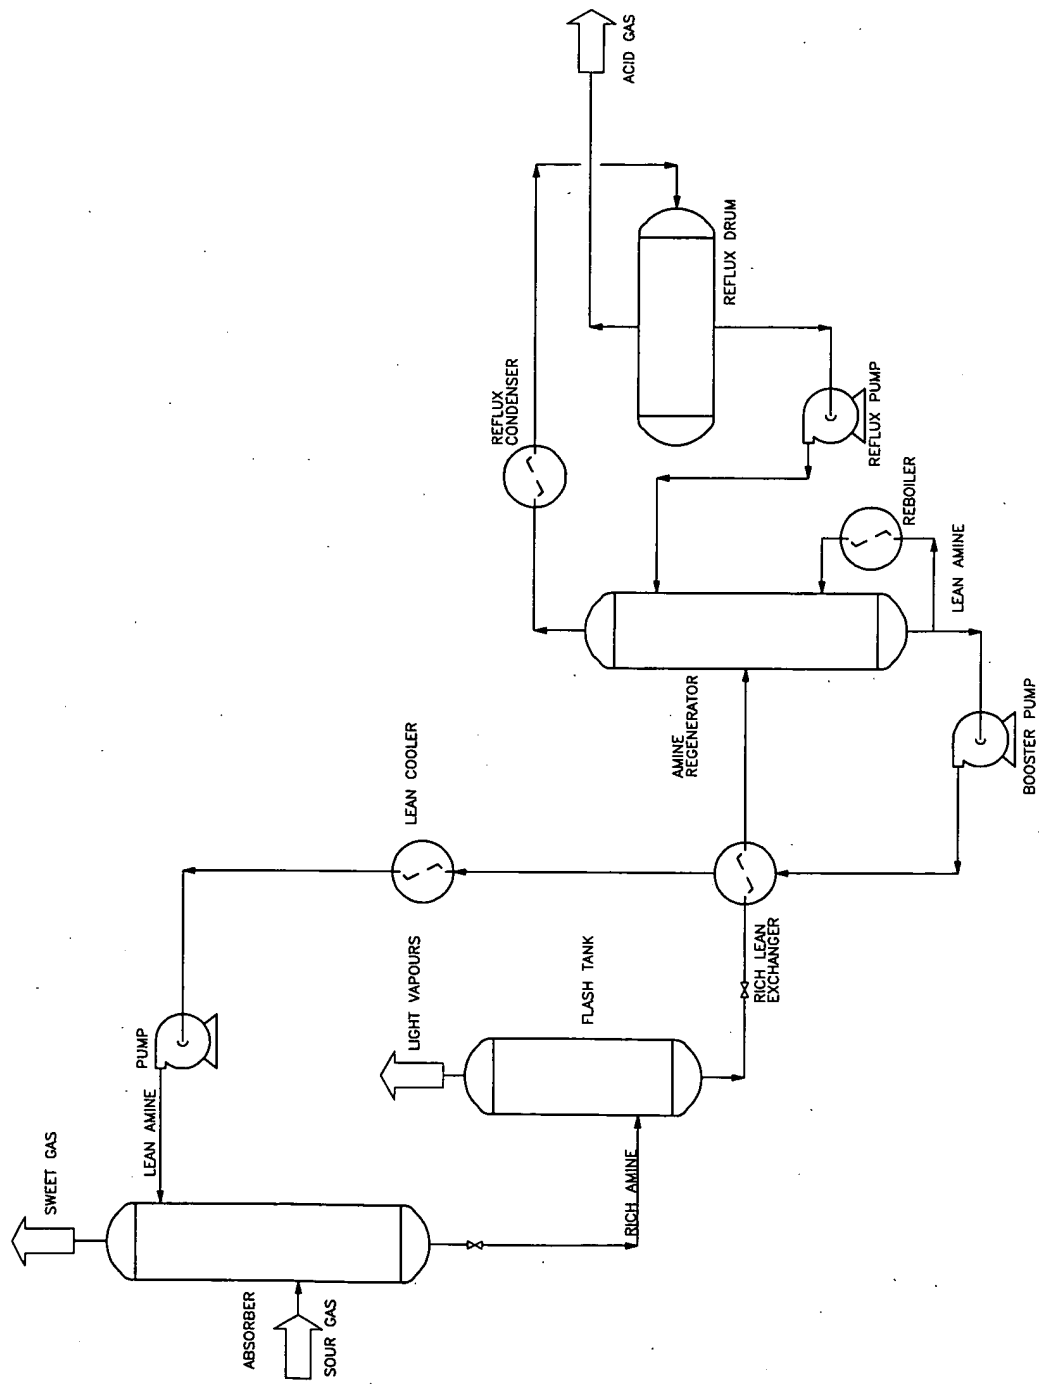 SWEET GAS
LEAN AMINE
PUMP
ABSORBER
SOUR GAS
RICH AMINE
LIGHT VAPOURS
FLASH TANK
LEAN COOLER
RICH LEAN
EXCHANGER
AMINE
REGENERATOR
BOOSTER PUMP
LEAN AMINE
REBOILER
REFLUX
CONDENSER
REFLUX PUMP
REFLUX DRUM
ACID GAS